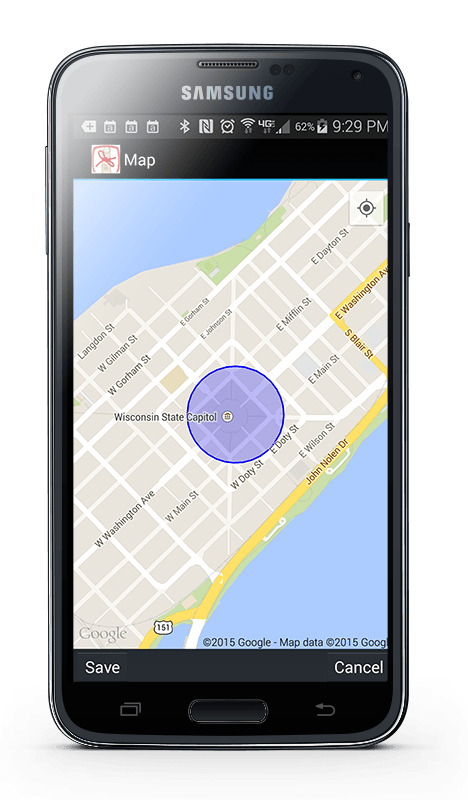 SAMSUNG
4G
62%
9:29 PM
Map
E Dayton St
E Washington Av
E Gorham St
E Mifflin St
E Johnson St
Langdon St
W Gilman St
S Blair St
W Gorham St
E Main St
Wisconsin State Capitol
E Doty St
E Wilson St
W Doty St
John Nolen Dr
W Washington Ave
W Main St
Google
151
©2015 Google - Map data ©2015 Googl
Save
Cancel